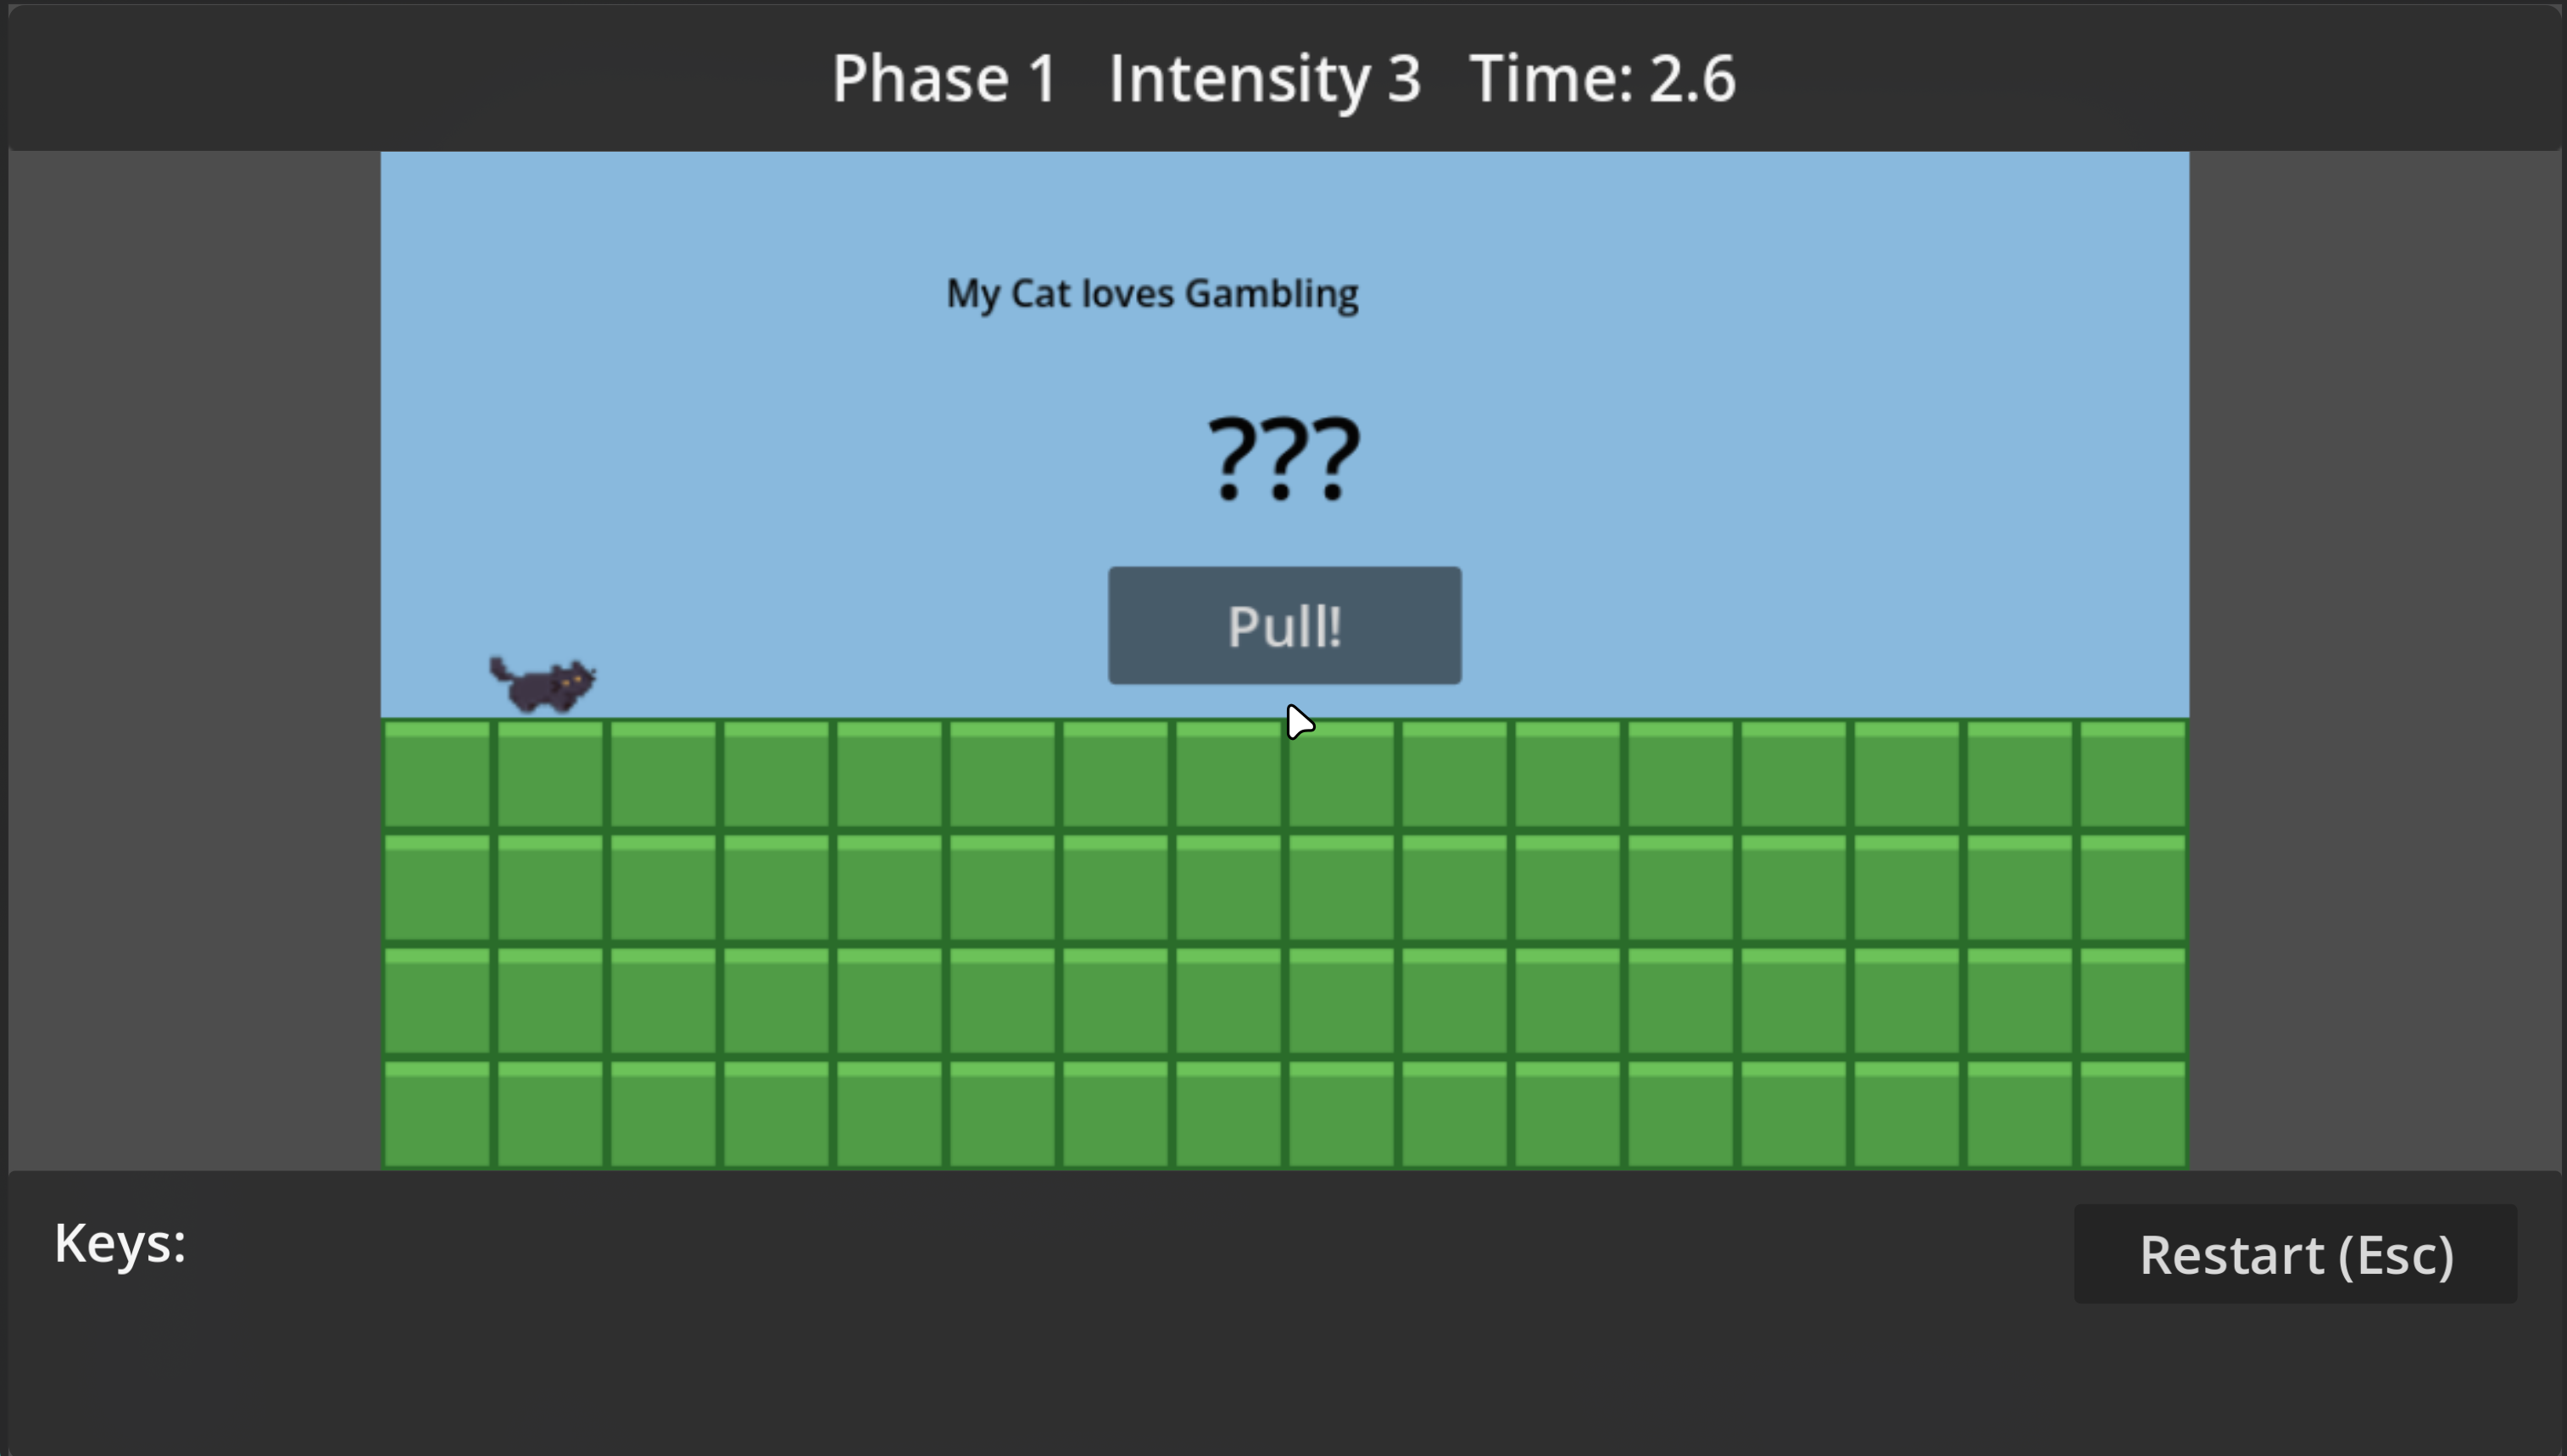 Phase 1 Intensity 3 Time: 2.6
My Cat loves Gambling
???
Pull!
Keys:
Restart (Esc)